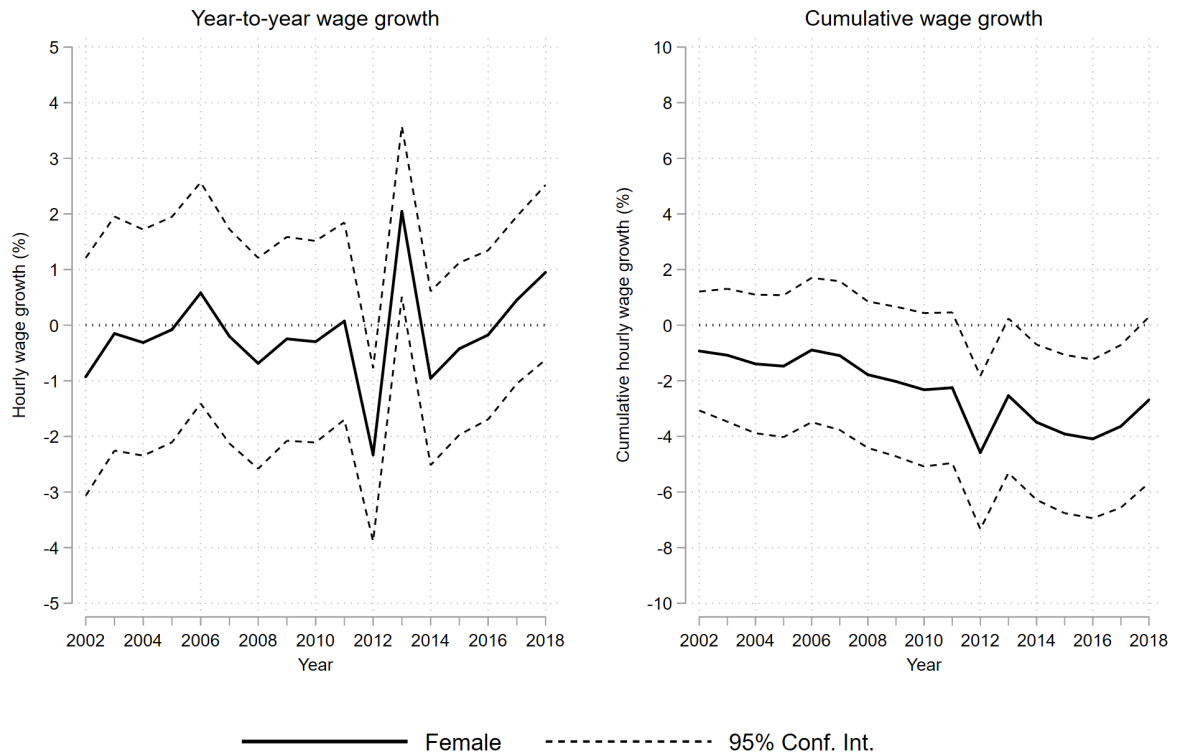 Year-to-year wage growth
Hourly wage growth (%)
5
4
3
2
1
0
-1
-2
-3
-4
-5
2002 2004 2006 2008 2010 2012 2014 2016 2018
Year
Cumulative wage growth
Cumulative hourly wage growth (%)
10
8
6
4
2
0
-2
-4
-6
-8
-10
2002 2004 2006 2008 2010 2012 2014 2016 2018
Year
Female 95% Conf. Int.